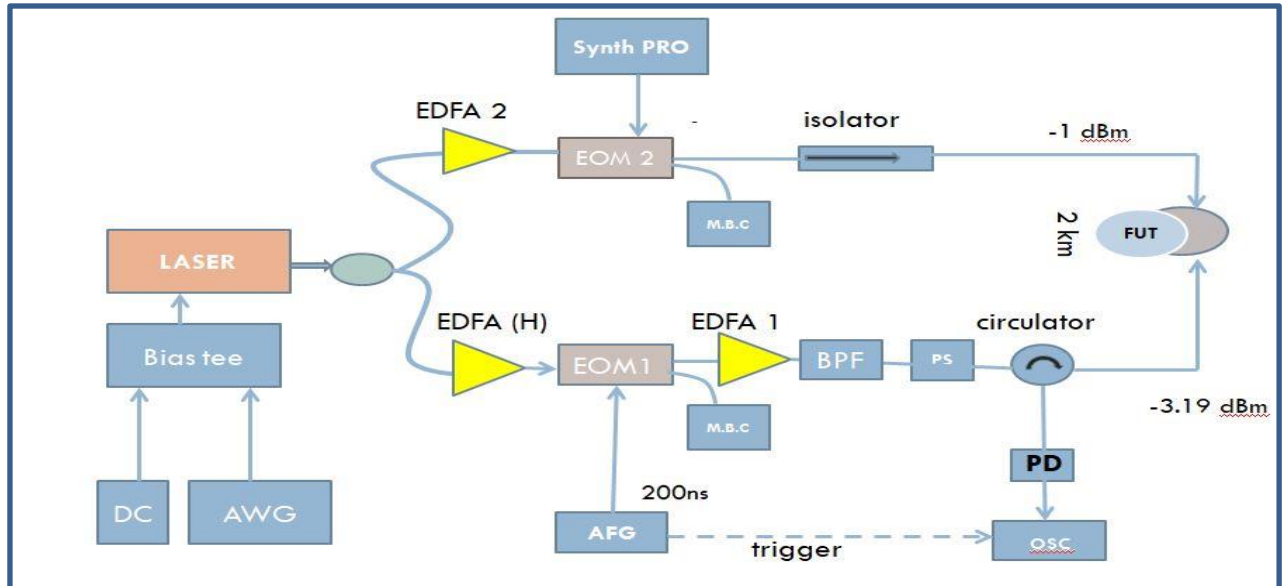 Synth PRO
EDFA 2
-
isolator
-1 dBm
EOM 2
M.B.C
2 km
FUT
LASER
EDFA (H)
EDFA 1
circulator
Bias tee
EOM1
BPF
PS
M.B.C
-3.19 dBm
PD
200ns
DC
AWG
AFG
trigger
OSC